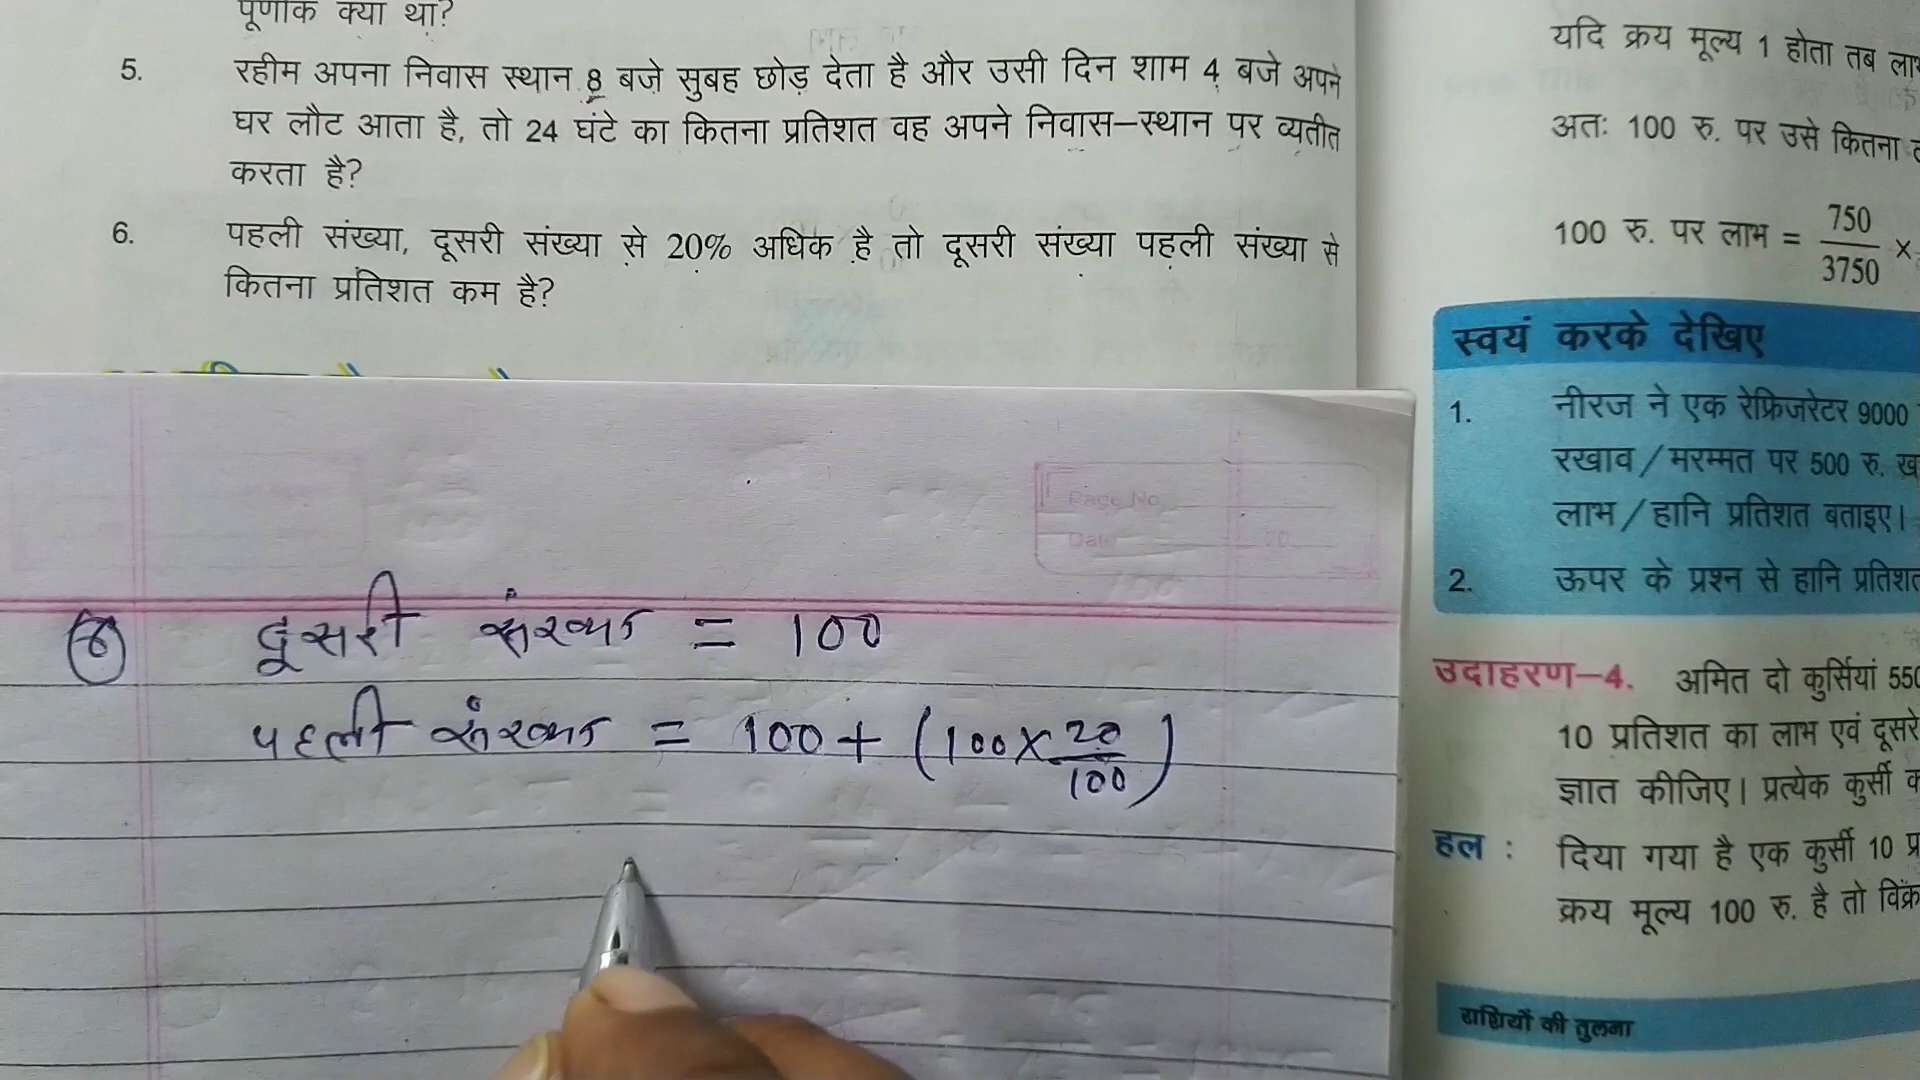 पूर्णांक क्या था?
5. रहीम अपना निवास स्थान 8 बजे सुबह छोड़ देता है और उसी दिन शाम 4 बजे अपने
घर लौट आता है, तो 24 घंटे का कितना प्रतिशत वह अपने निवास–स्थान पर व्यतीत
करता है?
6. पहली संख्या, दूसरी संख्या से 20% अधिक है तो दूसरी संख्या पहली संख्या से
कितना प्रतिशत कम है?
Page No.
Date 20
⑥ दूसरी संख्या = 100
पहली संख्या = 100 + (100 × 20/100)
यदि क्रय मूल्य 1 होता तब
अतः 100 रु. पर उसे कितना
100 रु. पर लाभ = 750/3750 ×
स्वयं करके देखिए
1. नीरज ने एक रेफ्रिजरेटर 9000
रखाव/मरम्मत पर 500 रु.
लाभ/हानि प्रतिशत बताइए।
2. ऊपर के प्रश्न से हानि
उदाहरण–4. अमित दो कुर्सियां
10 प्रतिशत का लाभ एवं दूसरे
ज्ञात कीजिए। प्रत्येक कुर्सी
हल : दिया गया है एक कुर्सी 10
क्रय मूल्य 100 रु. है तो
राशियों की तुलना